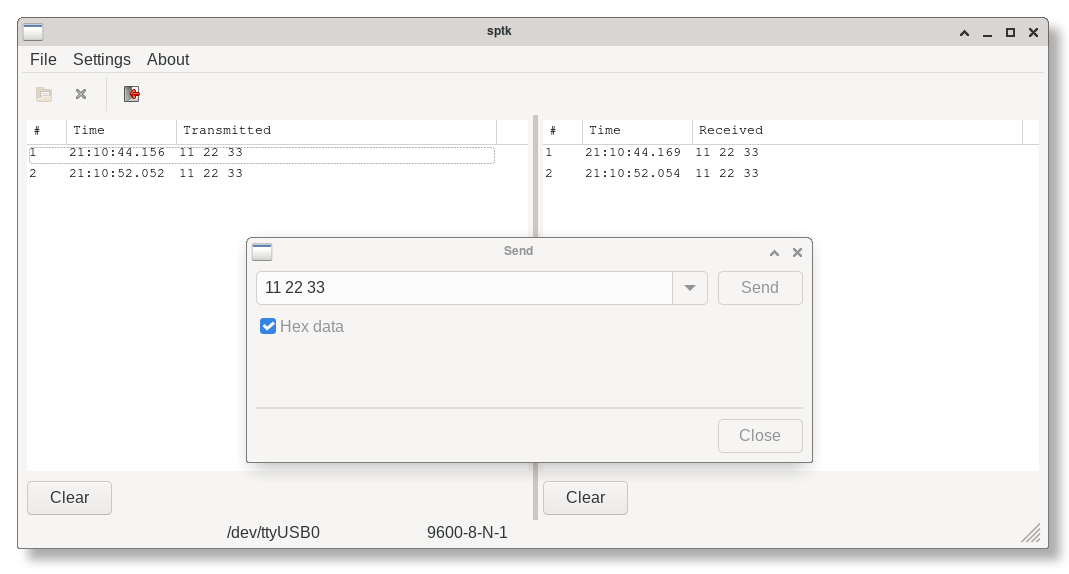 sptk
File Settings About
# Time Transmitted
1 21:10:44.156 11 22 33
2 21:10:52.052 11 22 33
# Time Received
1 21:10:44.169 11 22 33
2 21:10:52.054 11 22 33
Send
11 22 33 Send
Hex data
Close
Clear Clear
/dev/ttyUSB0 9600-8-N-1